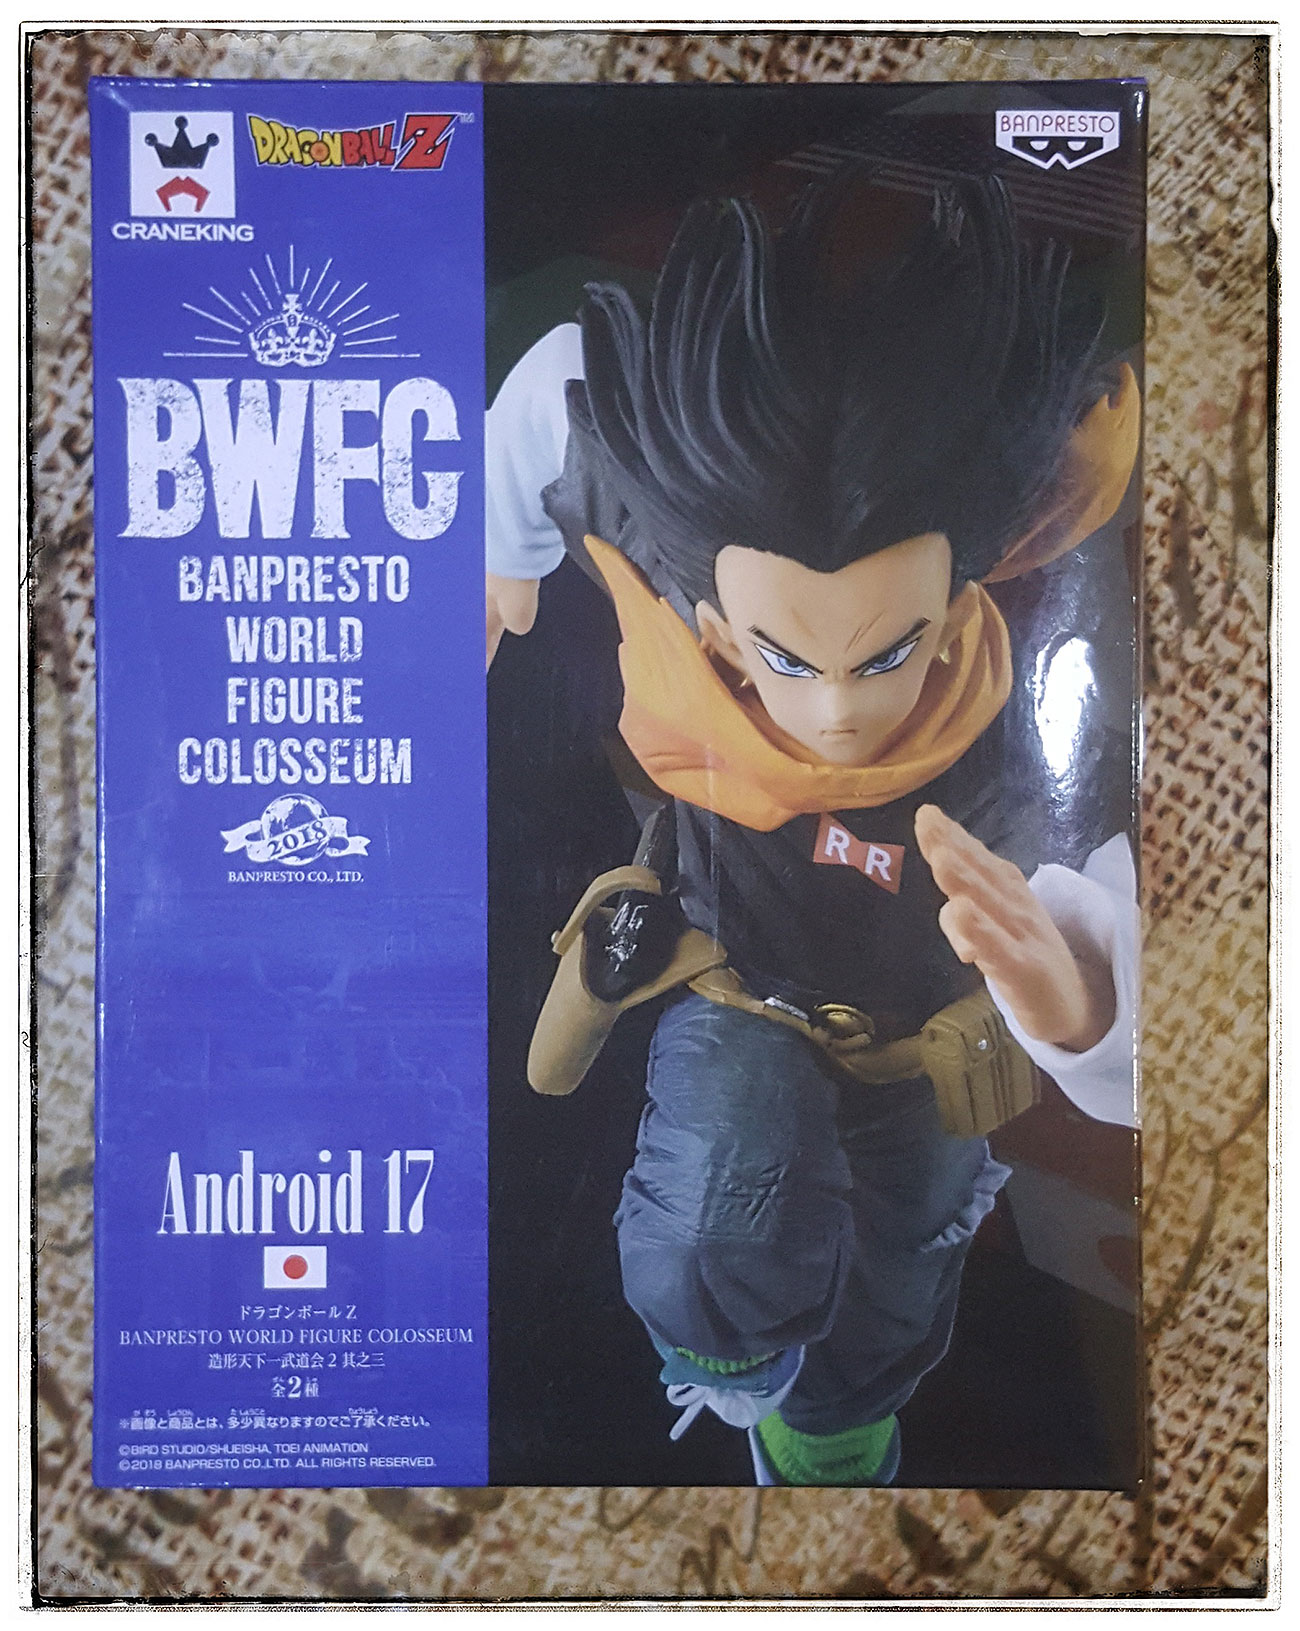 CRANEKING
DRAGONBALL Z™
BANPRESTO
BWFC
BANPRESTO
WORLD
FIGURE
COLOSSEUM
2018
BANPRESTO CO., LTD.
RR
Android 17
ドラゴンボールZ
BANPRESTO WORLD FIGURE COLOSSEUM
造形天下一武道会2 其之三
全2種
※画像と商品とは、多少異なりますのでご了承ください。
©BIRD STUDIO/SHUEISHA, TOEI ANIMATION
©2018 BANPRESTO CO.,LTD. ALL RIGHTS RESERVED.